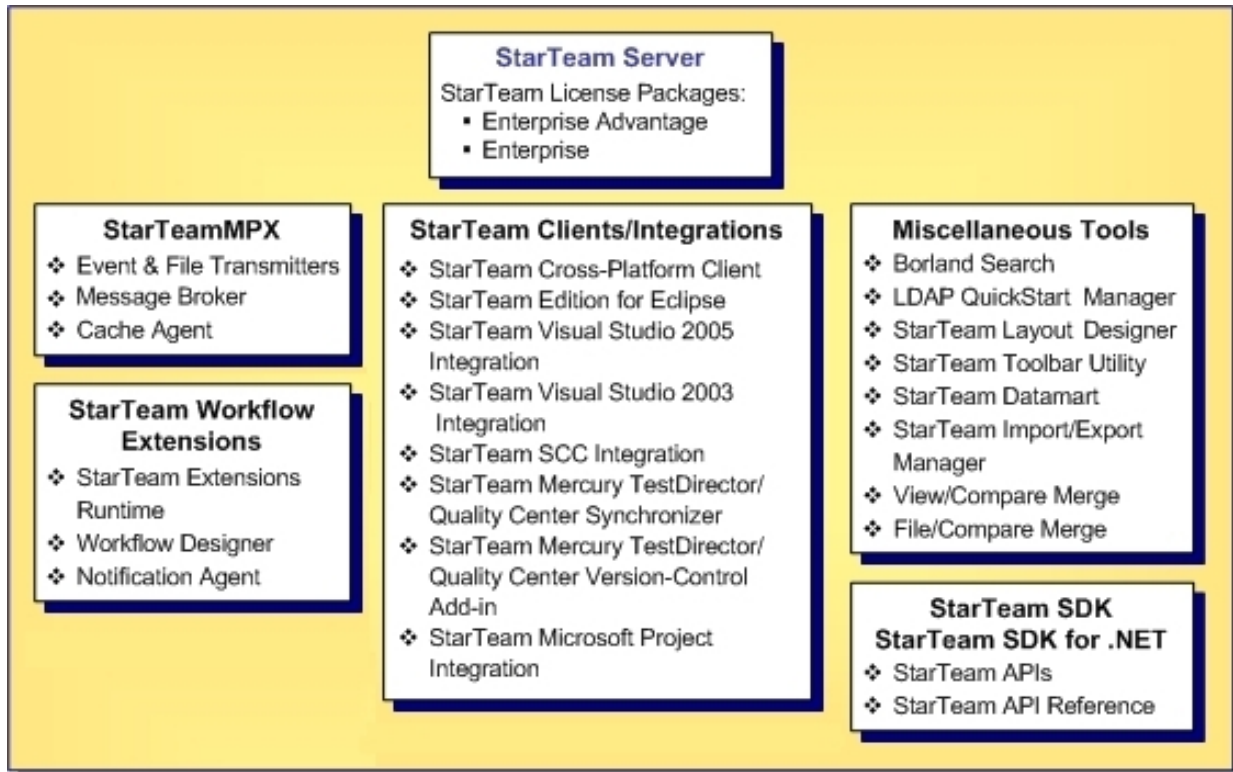 StarTeam Server
StarTeam License Packages:
▪ Enterprise Advantage
▪ Enterprise
StarTeamMPX
❖ Event & File Transmitters
❖ Message Broker
❖ Cache Agent
StarTeam Workflow
Extensions
❖ StarTeam Extensions
Runtime
❖ Workflow Designer
❖ Notification Agent
StarTeam Clients/Integrations
❖ StarTeam Cross-Platform Client
❖ StarTeam Edition for Eclipse
❖ StarTeam Visual Studio 2005
Integration
❖ StarTeam Visual Studio 2003
Integration
❖ StarTeam SCC Integration
❖ StarTeam Mercury TestDirector/
Quality Center Synchronizer
❖ StarTeam Mercury TestDirector/
Quality Center Version-Control
Add-in
❖ StarTeam Microsoft Project
Integration
Miscellaneous Tools
❖ Borland Search
❖ LDAP QuickStart Manager
❖ StarTeam Layout Designer
❖ StarTeam Toolbar Utility
❖ StarTeam Datamart
❖ StarTeam Import/Export
Manager
❖ View/Compare Merge
❖ File/Compare Merge
StarTeam SDK
StarTeam SDK for .NET
❖ StarTeam APIs
❖ StarTeam API Reference